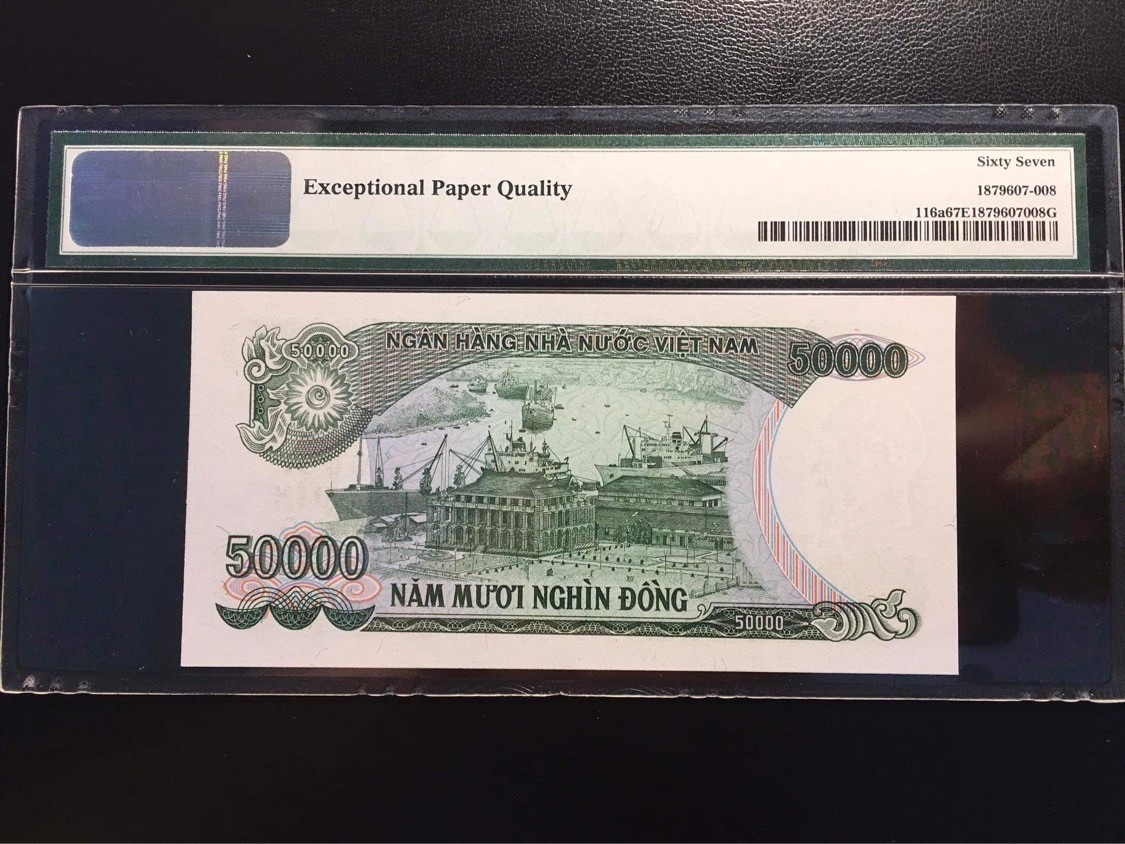 Sixty Seven
Exceptional Paper Quality
1879607-008
116a67E1879607008G
50000
NGÂN HÀNG NHÀ NƯỚC VIỆT NAM
50000
50000
NĂM MƯƠI NGHÌN ĐỒNG
50000